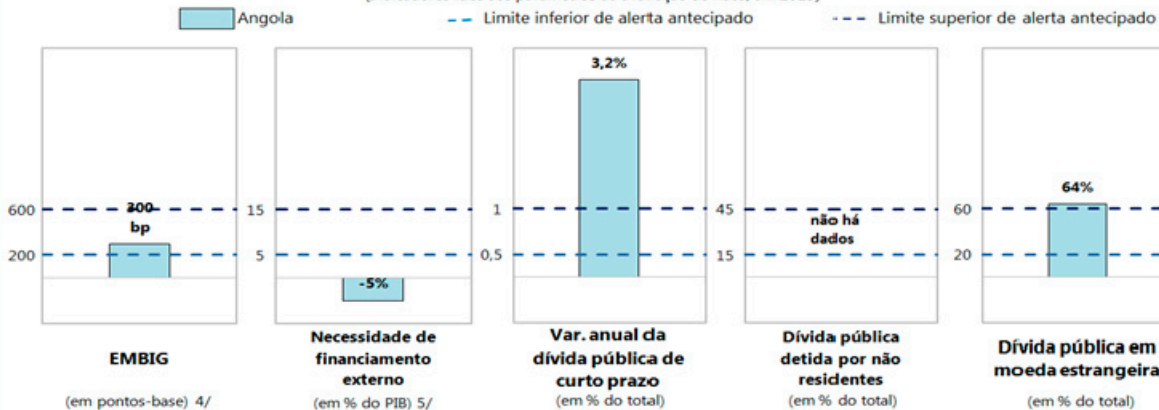 Angola
Limite inferior de alerta antecipado
Limite superior de alerta antecipado
600
200
300
bp
EMBIG
(em pontos-base) 4/
15
5
-5%
Necessidade de
financiamento
externo
(em % do PIB) 5/
3,2%
1
0,5
Var. anual da
dívida pública de
curto prazo
(em % do total)
45
15
não há
dados
Dívida pública
detida por não
residentes
(em % do total)
64%
60
20
Dívida pública em
moeda estrangeira
(em % do total)